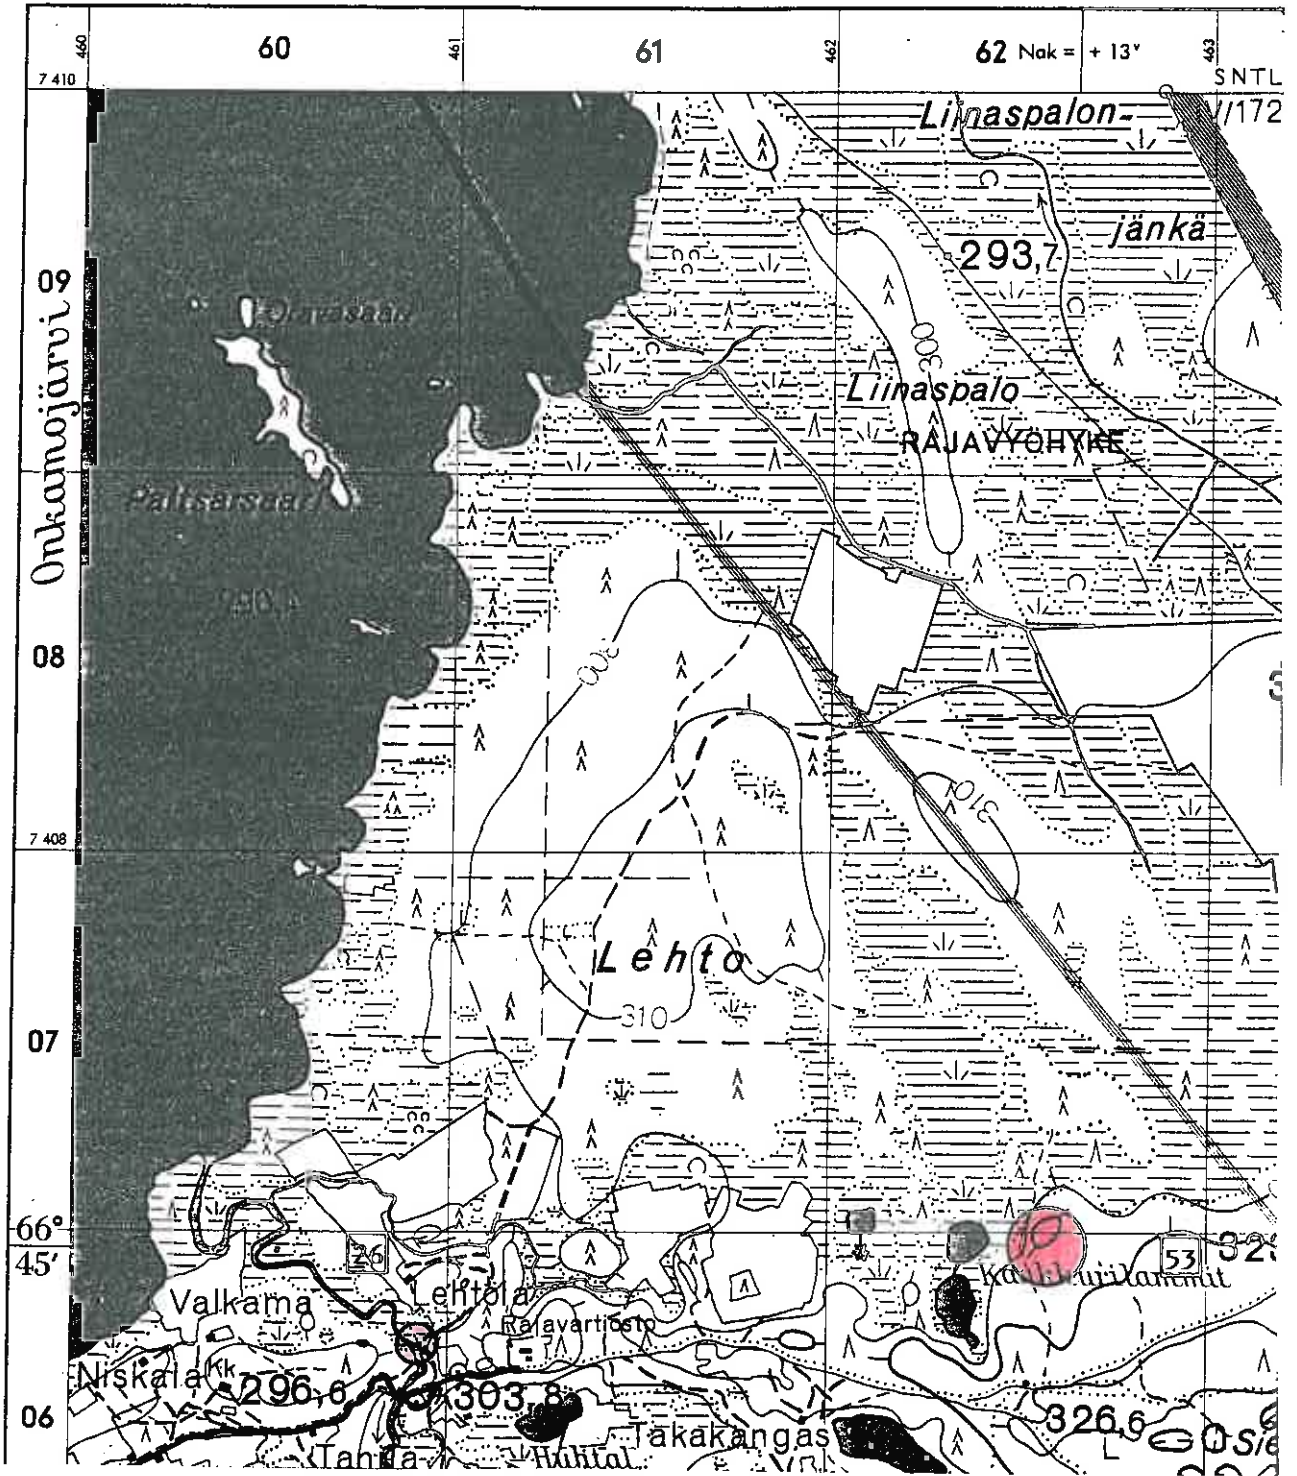 460
60
461
61
462
62 Nak = + 13ᵛ
463
7 410
SNTL
V/172
Liinaspalon-
jänkä
293,7
09
Oravasaari
300
Liinaspalo
RAJAVYÖHYKE
Onkamojärvi
300
08
310
7 408
Lehto
310
07
66°
45'
26
53
Valkama
Lehtola
Rajavartiosto
Niskala
Kk.
296,6
303,8
06
326,6
Takakangas
L